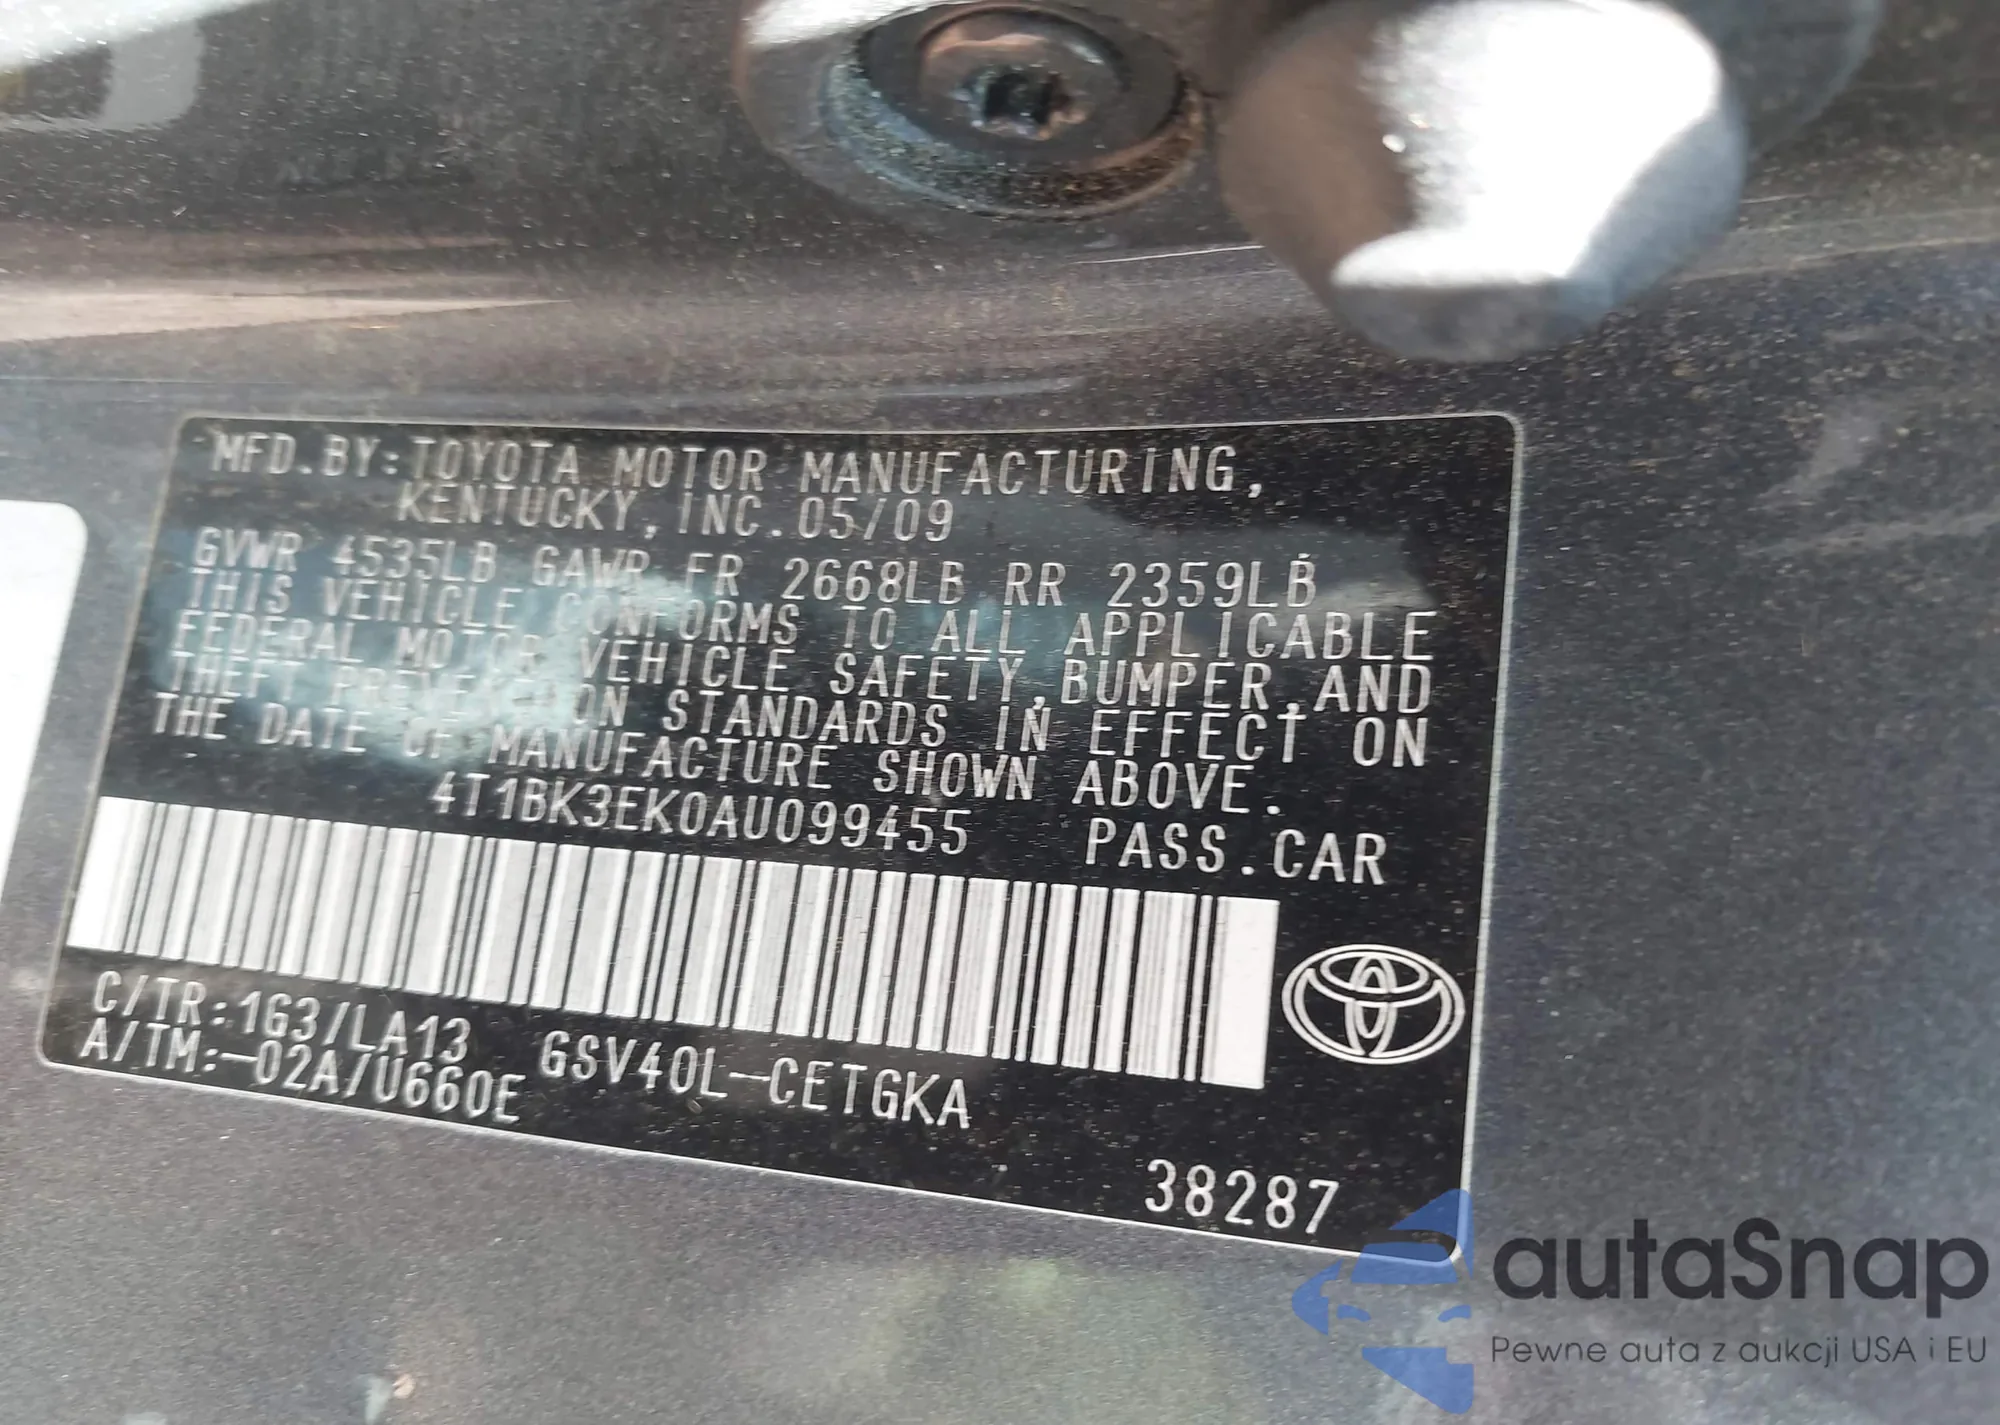 MFD.BY:TOYOTA MOTOR MANUFACTURING,
KENTUCKY, INC.05/09
GVWR 4535LB GAWR FR 2668LB RR 2359LB
THIS VEHICLE CONFORMS TO ALL APPLICABLE
FEDERAL MOTOR VEHICLE SAFETY,BUMPER,AND
THEFT PREVENTION STANDARDS IN EFFECT ON
THE DATE OF MANUFACTURE SHOWN ABOVE.
4T1BK3EK0AU099455 PASS.CAR
C/TR:1G3/LA13
A/TM:-02A/U660E
GSV40L-CETGKA
38287
autaSnap
Pewne auta z aukcji USA i EU